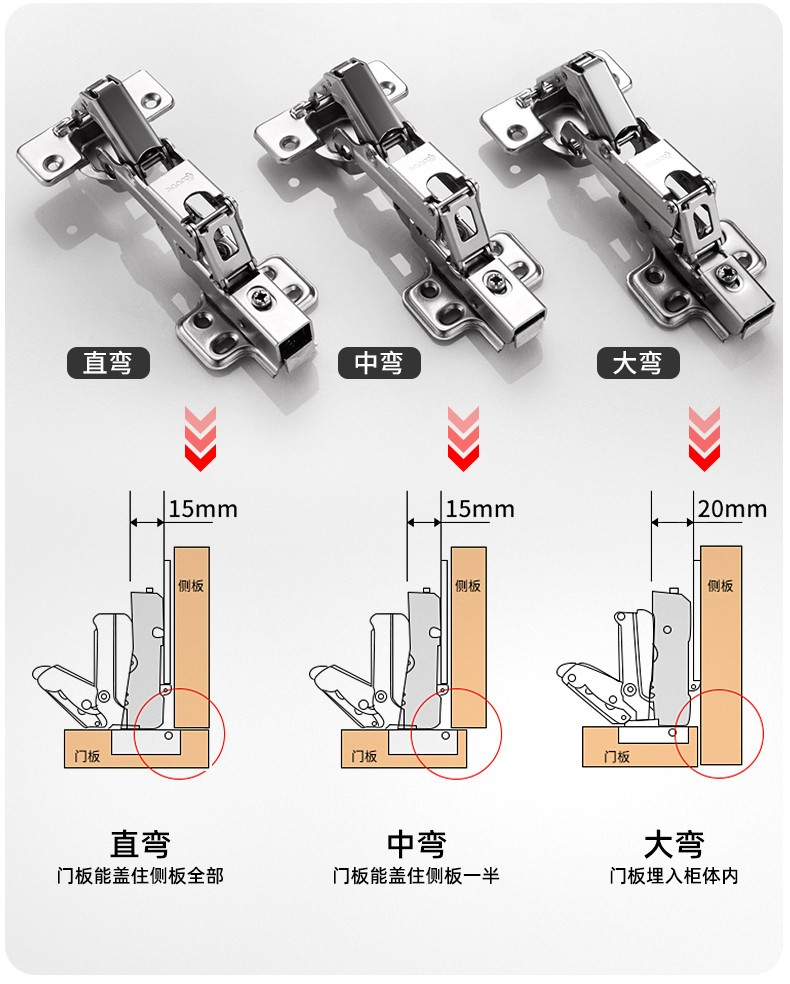 直弯
中弯
大弯
15mm
15mm
20mm
侧板
侧板
侧板
门板
门板
门板
直弯
中弯
大弯
门板能盖住侧板全部
门板能盖住侧板一半
门板埋入柜体内